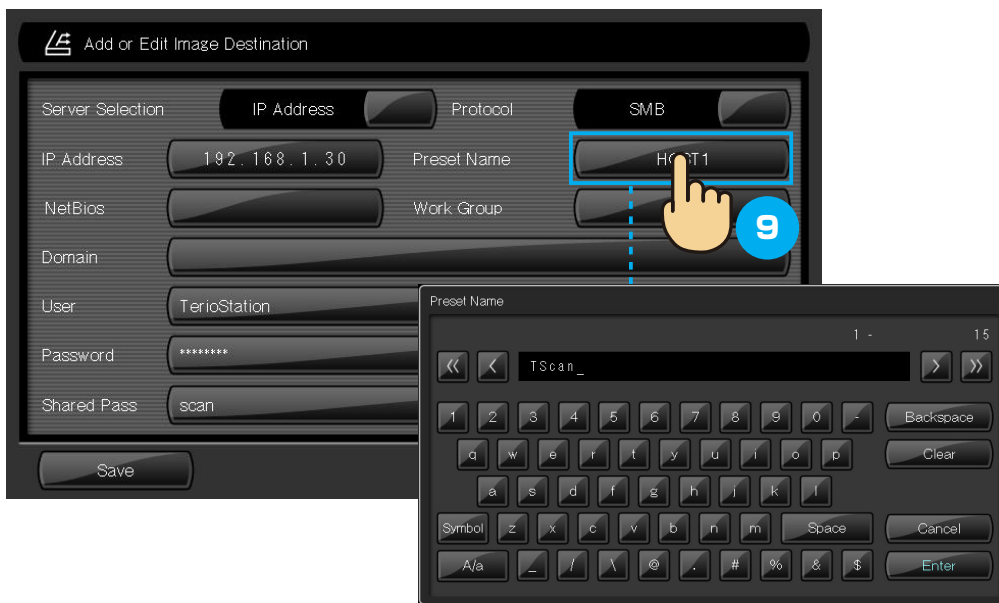 Add or Edit Image Destination
Server Selection IP Address Protocol SMB
IP Address 192.168.1.30 Preset Name HOST1
NetBios Work Group
9
Domain
User TerioStation
Password ********
Shared Pass scan
Save
Preset Name
1 - 15
« < TScan_ > »
1 2 3 4 5 6 7 8 9 0 - Backspace
q w e r t y u i o p Clear
a s d f g h j k l
Symbol z x c v b n m Space Cancel
A/a _ / \ @ . # % & $ Enter